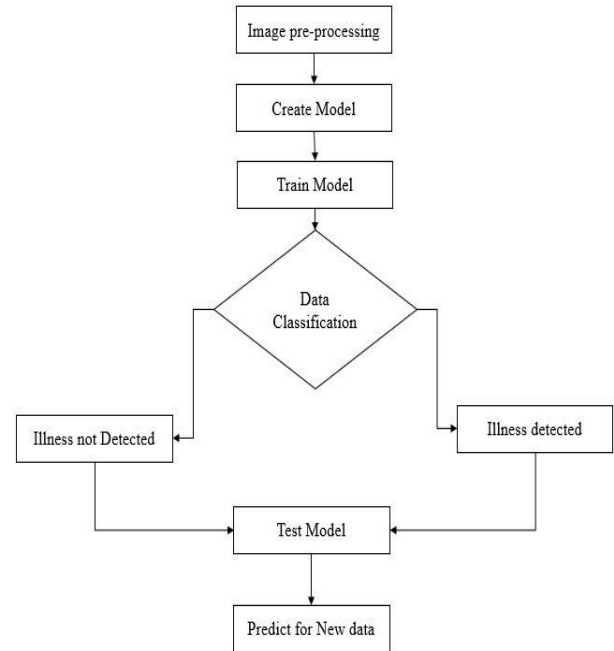 Image pre-processing
Create Model
Train Model
Data
Classification
Illness not Detected
Illness detected
Test Model
Predict for New data